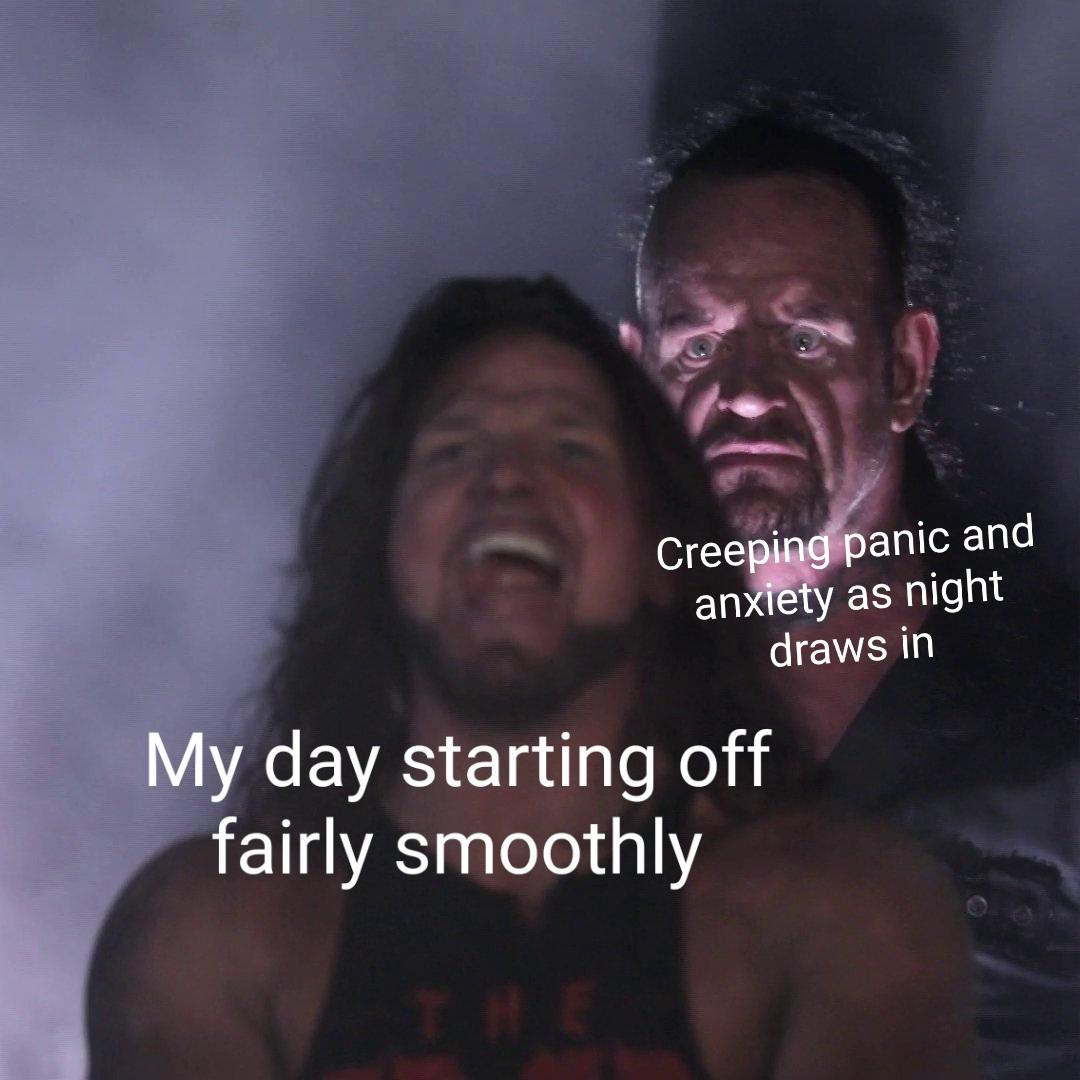 Creeping panic and
anxiety as night
draws in
My day starting off
fairly smoothly
THE